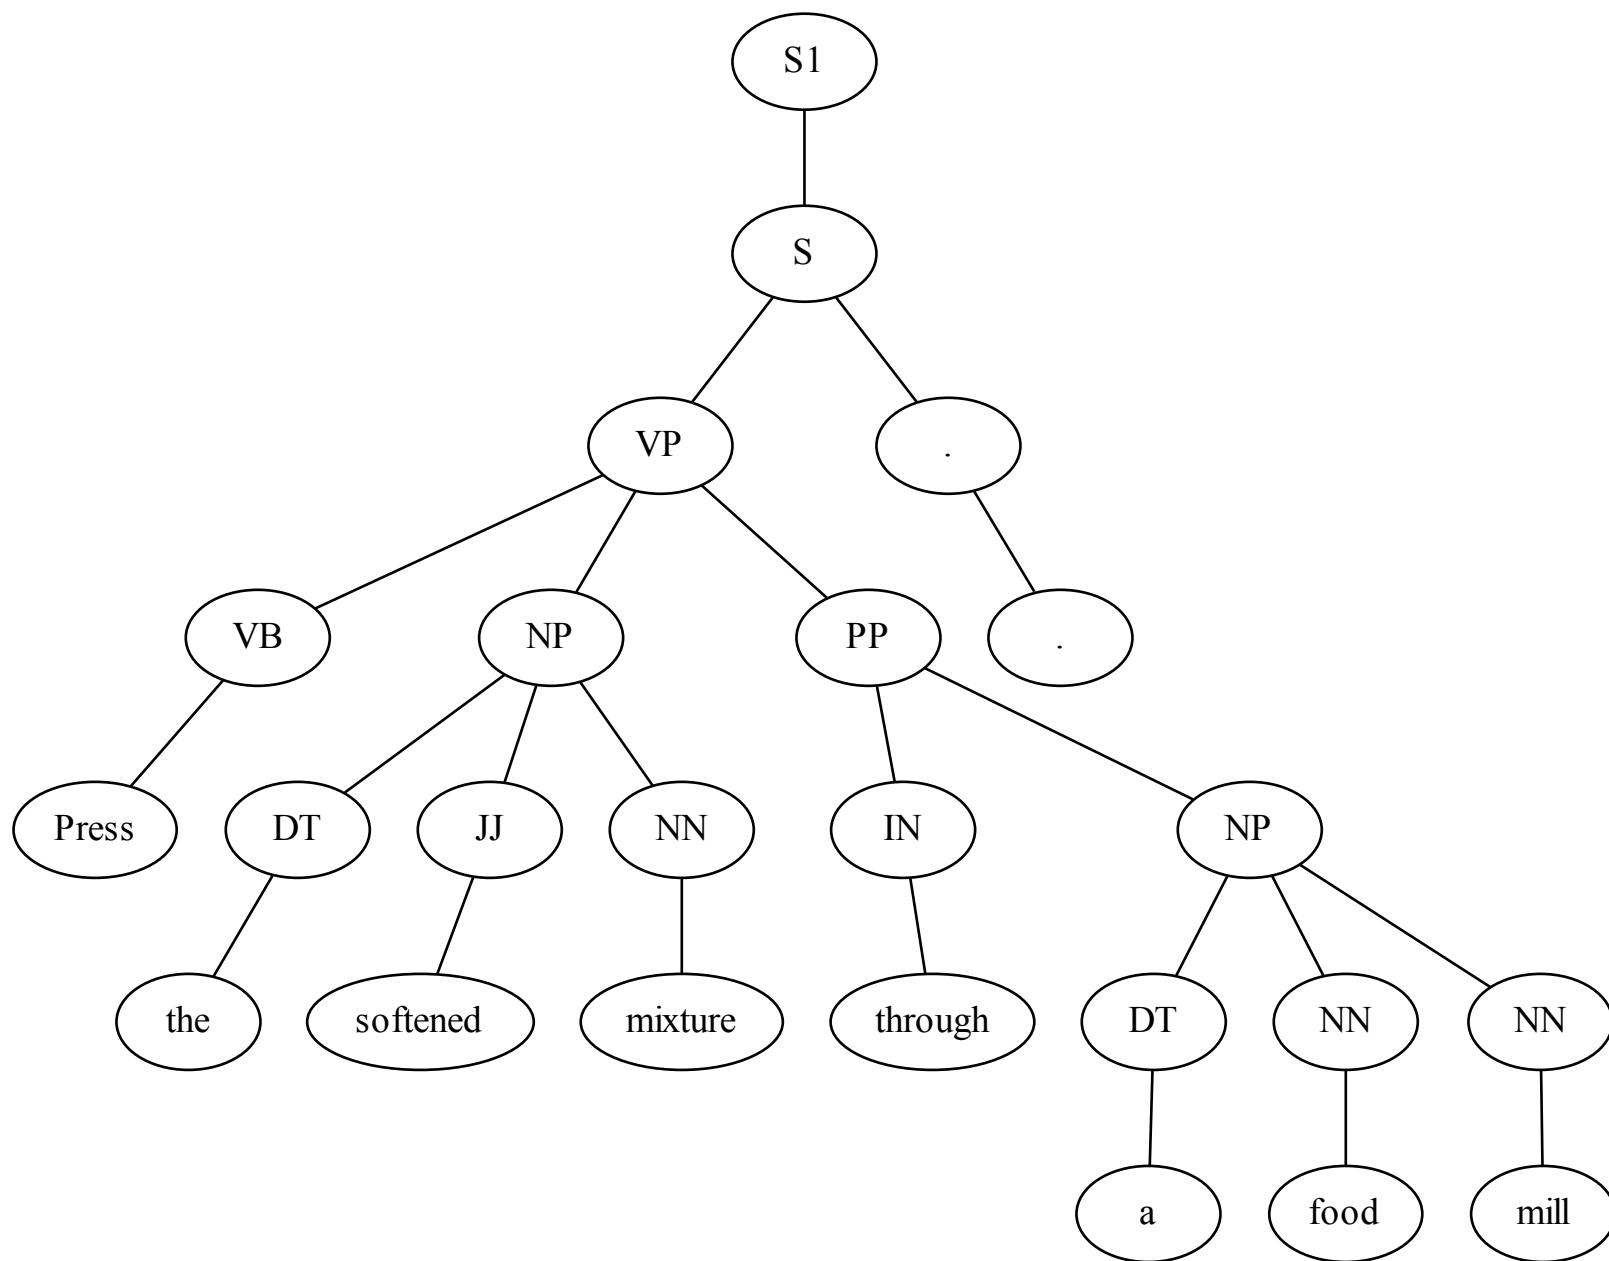 S1
S
VP .
VB NP PP .
Press DT JJ NN IN NP
the softened mixture through DT NN NN
a food mill